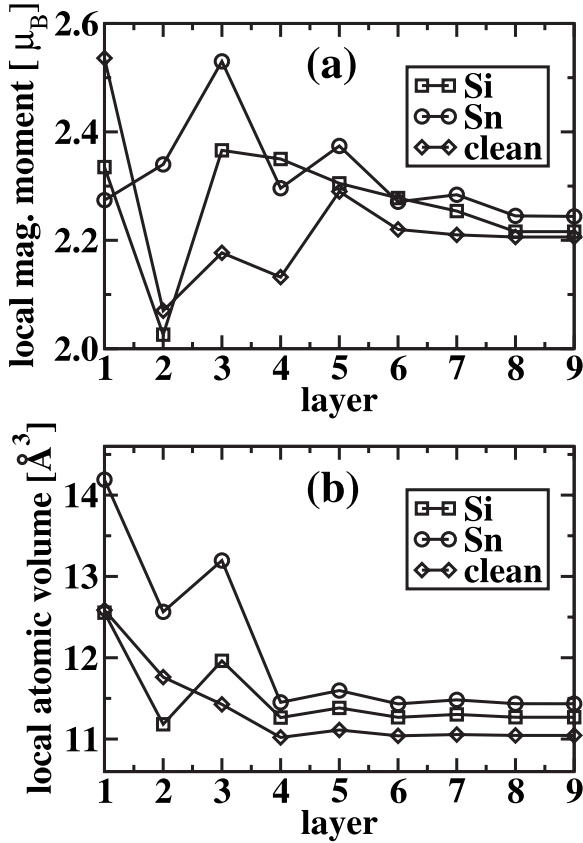 local mag. moment [ μB]
2.6
2.4
2.2
2.0
(a)
Si
Sn
clean
1 2 3 4 5 6 7 8 9
layer
local atomic volume [Å³]
14
13
12
11
(b)
Si
Sn
clean
1 2 3 4 5 6 7 8 9
layer